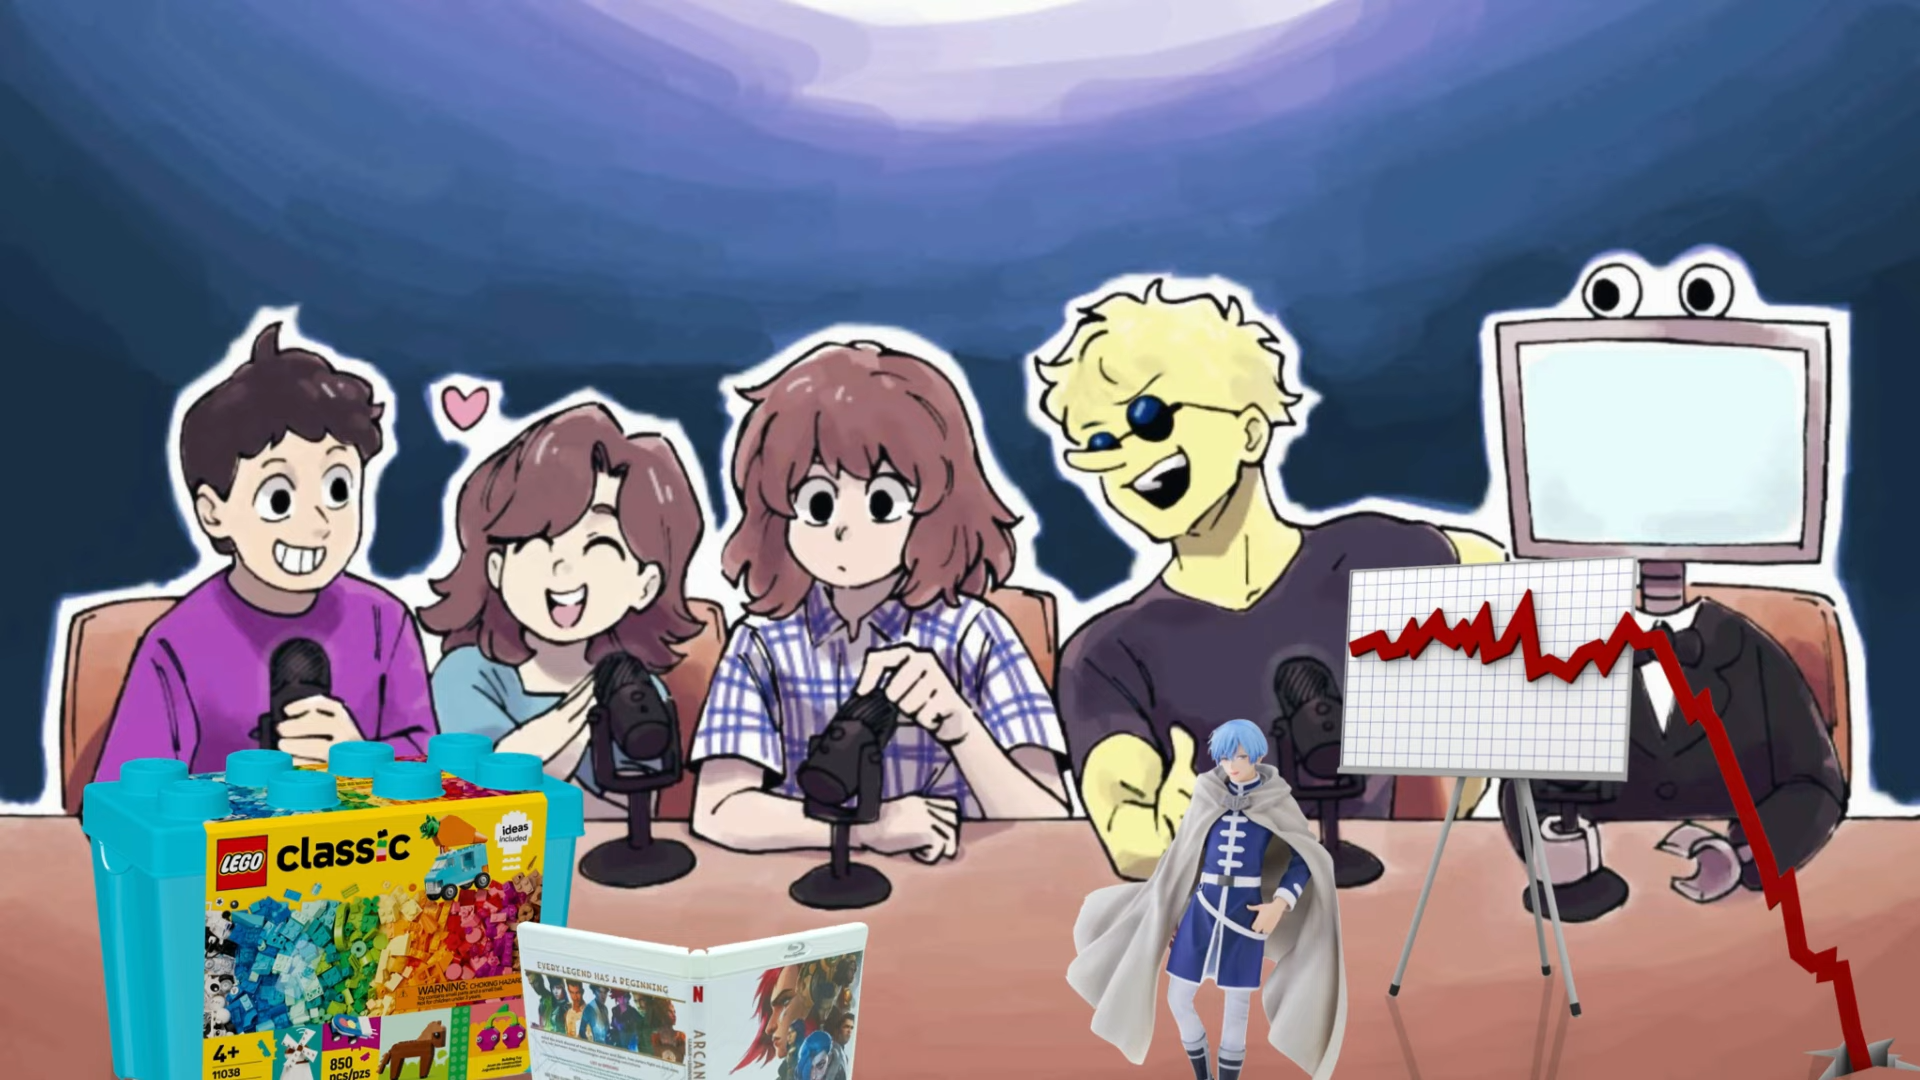 LEGO classic
ideas
included
WARNING: CHOKING HAZARD
4+
11038
850
pcs/pzs
EVERY LEGEND HAS A BEGINNING
N
ARCAN